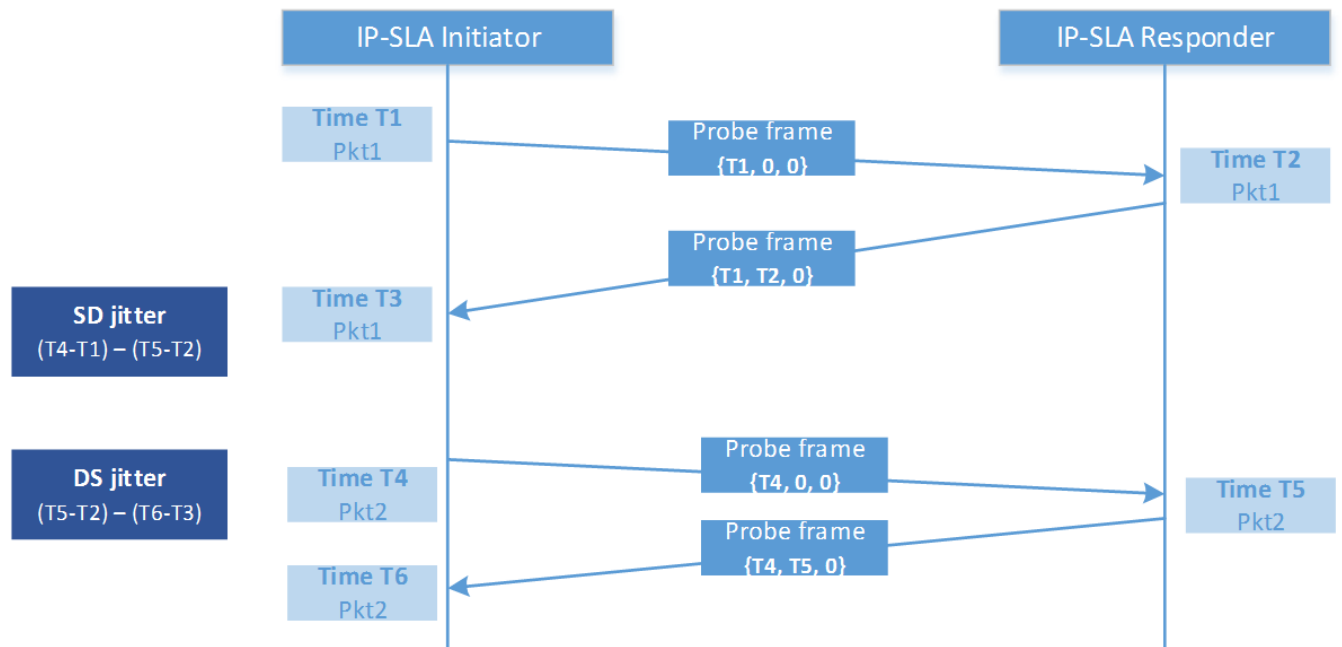 IP-SLA Initiator
IP-SLA Responder
Time T1
Pkt1
Probe frame
{T1, 0, 0}
Time T2
Pkt1
Probe frame
{T1, T2, 0}
Time T3
Pkt1
SD jitter
(T4-T1) – (T5-T2)
DS jitter
(T5-T2) – (T6-T3)
Time T4
Pkt2
Probe frame
{T4, 0, 0}
Time T5
Pkt2
Probe frame
{T4, T5, 0}
Time T6
Pkt2